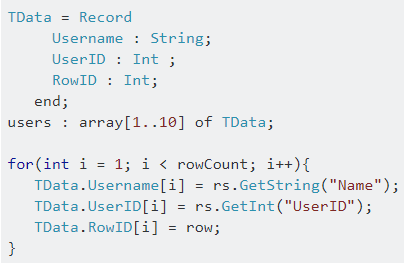 TData = Record
     Username : String;
     UserID : Int ;
     RowID : Int;
   end;
users : array[1..10] of TData;

for(int i = 1; i < rowCount; i++){
   TData.Username[i] = rs.GetString("Name");
   TData.UserID[i] = rs.GetInt("UserID");
   TData.RowID[i] = row;
}